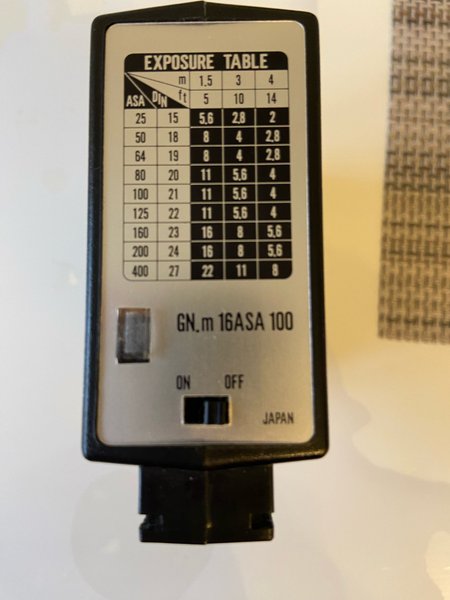 EXPOSURE TABLE
m 1.5 3 4
ASA DIN ft 5 10 14
25 15 5,6 2,8 2
50 18 8 4 2,8
64 19 8 4 2,8
80 20 11 5,6 4
100 21 11 5,6 4
125 22 11 5,6 4
160 23 16 8 5,6
200 24 16 8 5,6
400 27 22 11 8
GN.m 16ASA 100
ON OFF
JAPAN